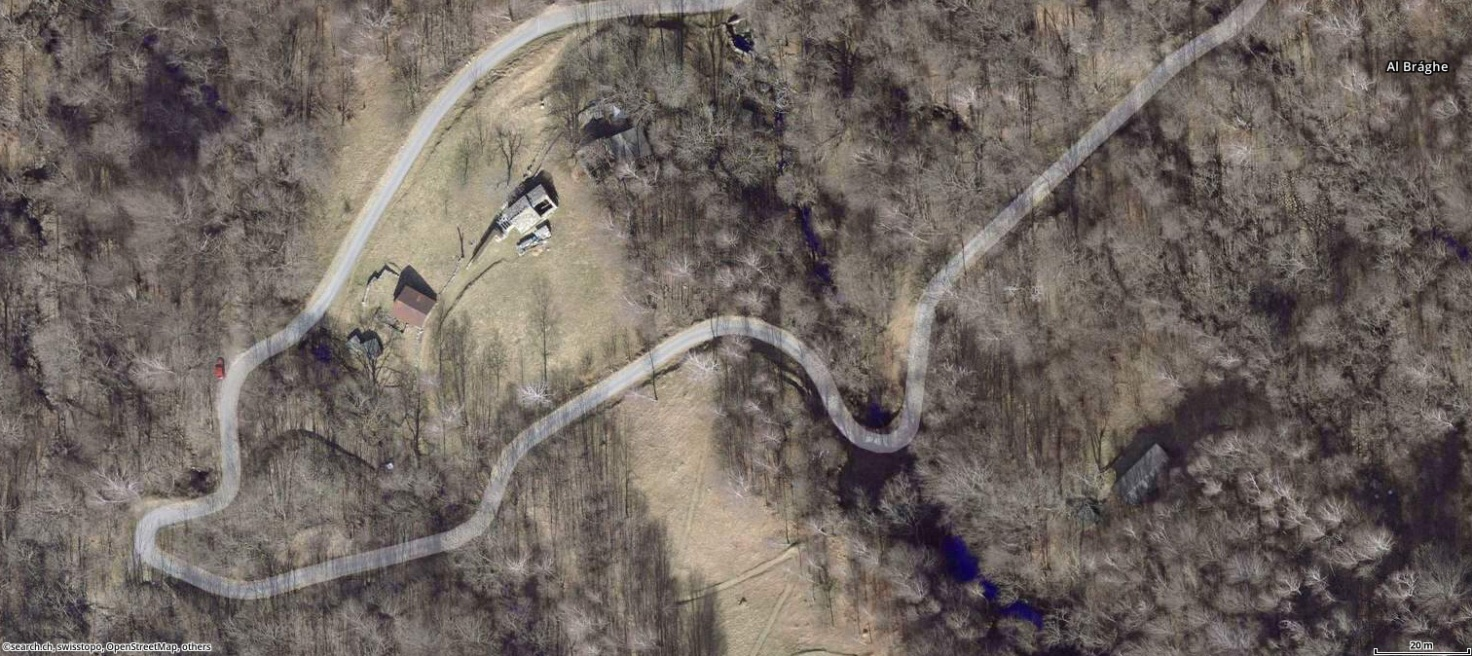 Al Brághe
©search.ch, swisstopo, OpenStreetMap, others
20 m